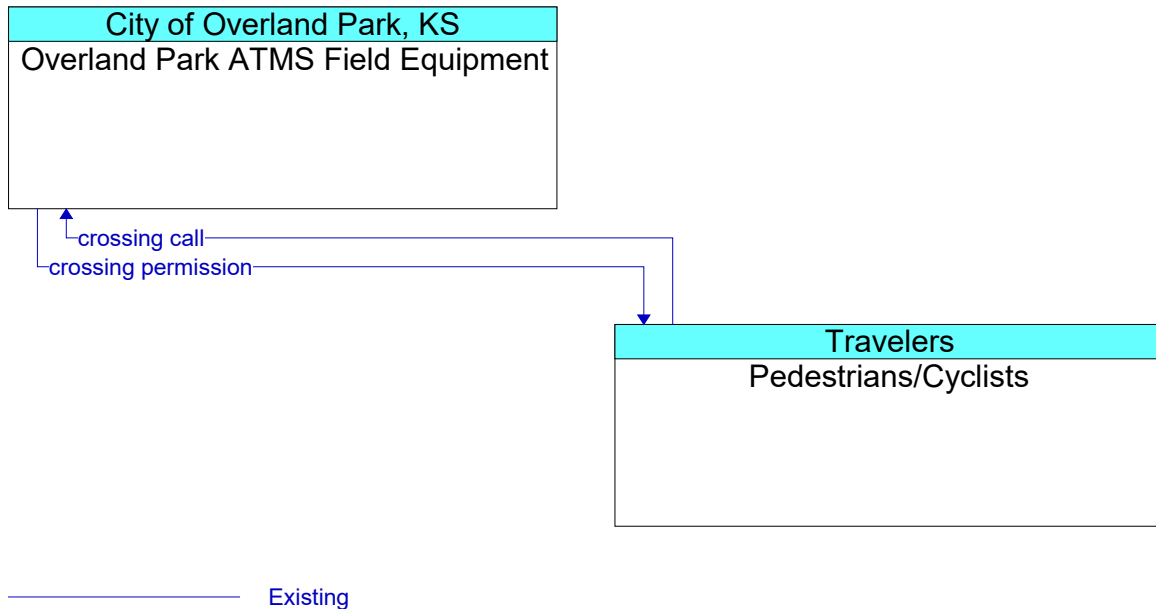 City of Overland Park, KS
Overland Park ATMS Field Equipment
crossing call
crossing permission
Travelers
Pedestrians/Cyclists
Existing